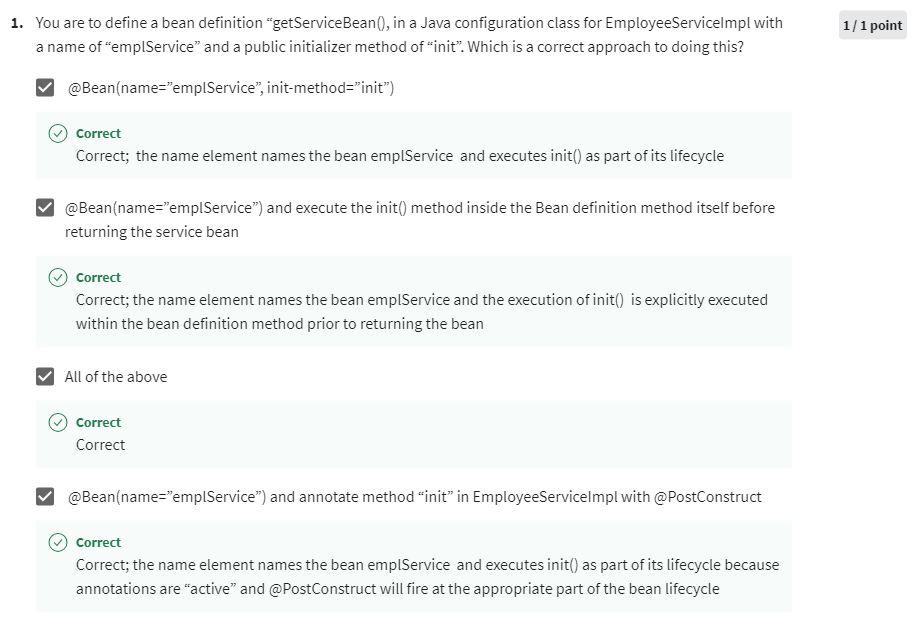 1. You are to define a bean definition “getServiceBean(), in a Java configuration class for EmployeeServiceImpl with
1 / 1 point
a name of “emplService” and a public initializer method of “init”. Which is a correct approach to doing this?
@Bean(name=”emplService”, init-method=”init”)
Correct
Correct; the name element names the bean emplService and executes init() as part of its lifecycle
@Bean(name=”emplService”) and execute the init() method inside the Bean definition method itself before
returning the service bean
Correct
Correct; the name element names the bean emplService and the execution of init() is explicitly executed
within the bean definition method prior to returning the bean
All of the above
Correct
Correct
@Bean(name=”emplService”) and annotate method “init” in EmployeeServiceImpl with @PostConstruct
Correct
Correct; the name element names the bean emplService and executes init() as part of its lifecycle because
annotations are “active” and @PostConstruct will fire at the appropriate part of the bean lifecycle